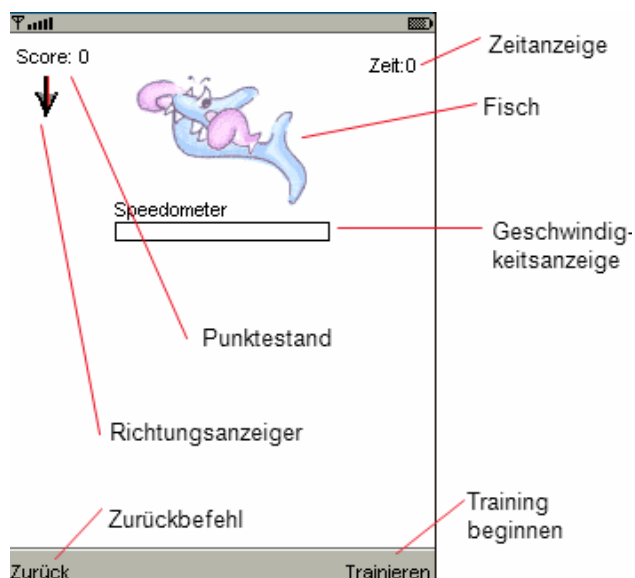 Score: 0
Zeit:0
Zeitanzeige
Fisch
Speedometer
Geschwindig-
keitsanzeige
Punktestand
Richtungsanzeiger
Zurückbefehl
Training
beginnen
Zurück
Trainieren